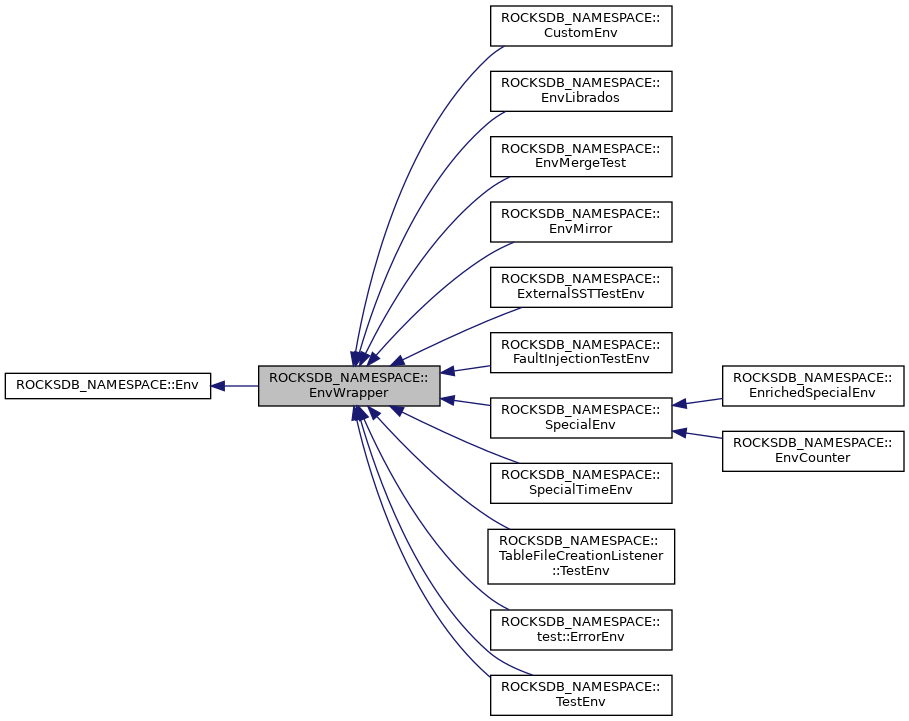 ROCKSDB_NAMESPACE::Env
ROCKSDB_NAMESPACE::
EnvWrapper
ROCKSDB_NAMESPACE::
CustomEnv
ROCKSDB_NAMESPACE::
EnvLibrados
ROCKSDB_NAMESPACE::
EnvMergeTest
ROCKSDB_NAMESPACE::
EnvMirror
ROCKSDB_NAMESPACE::
ExternalSSTTestEnv
ROCKSDB_NAMESPACE::
FaultInjectionTestEnv
ROCKSDB_NAMESPACE::
SpecialEnv
ROCKSDB_NAMESPACE::
EnrichedSpecialEnv
ROCKSDB_NAMESPACE::
EnvCounter
ROCKSDB_NAMESPACE::
SpecialTimeEnv
ROCKSDB_NAMESPACE::
TableFileCreationListener
::TestEnv
ROCKSDB_NAMESPACE::
test::ErrorEnv
ROCKSDB_NAMESPACE::
TestEnv